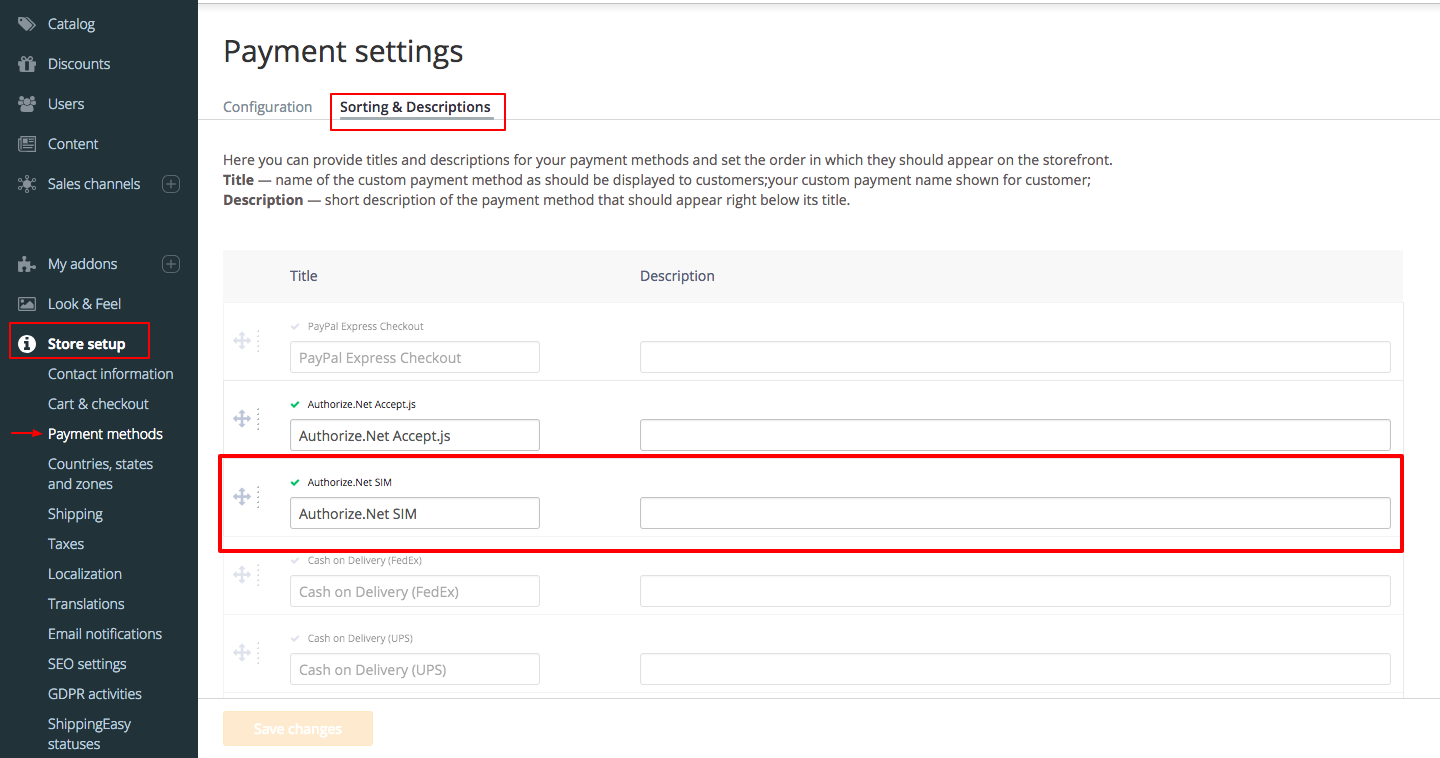 Catalog
Discounts
Users
Content
Sales channels
My addons
Look & Feel
Store setup
Contact information
Cart & checkout
Payment methods
Countries, states
and zones
Shipping
Taxes
Localization
Translations
Email notifications
SEO settings
GDPR activities
ShippingEasy
statuses
Payment settings
Configuration
Sorting & Descriptions
Here you can provide titles and descriptions for your payment methods and set the order in which they should appear on the storefront.
Title — name of the custom payment method as should be displayed to customers;your custom payment name shown for customer;
Description — short description of the payment method that should appear right below its title.
Title Description
PayPal Express Checkout
PayPal Express Checkout
Authorize.Net Accept.js
Authorize.Net Accept.js
Authorize.Net SIM
Authorize.Net SIM
Cash on Delivery (FedEx)
Cash on Delivery (FedEx)
Cash on Delivery (UPS)
Cash on Delivery (UPS)
Save changes